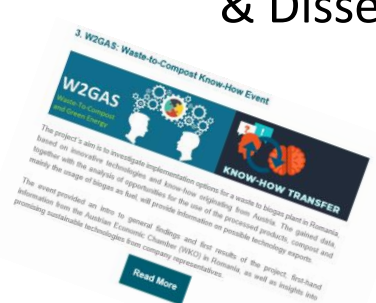 & Disse
3. W2GAS: Waste-to-Compost Know-How Event
W2GAS
Waste-To-Compost
and Green Energy
KNOW-HOW TRANSFER
The project's aim is to investigate implementation options for a waste to biogas plant in Romania,
based on innovative technologies and know-how originating from Austria. The gained data,
together with the analysis of opportunities for the use of the processed products, compost and
mainly the usage of biogas as fuel, will provide information on possible technology exports.
The event provided an intro to general findings and first results of the project, first-hand
information from the Austrian Economic Chamber (WKO) in Romania, as well as insights into
promising sustainable technologies from company representatives.
Read More